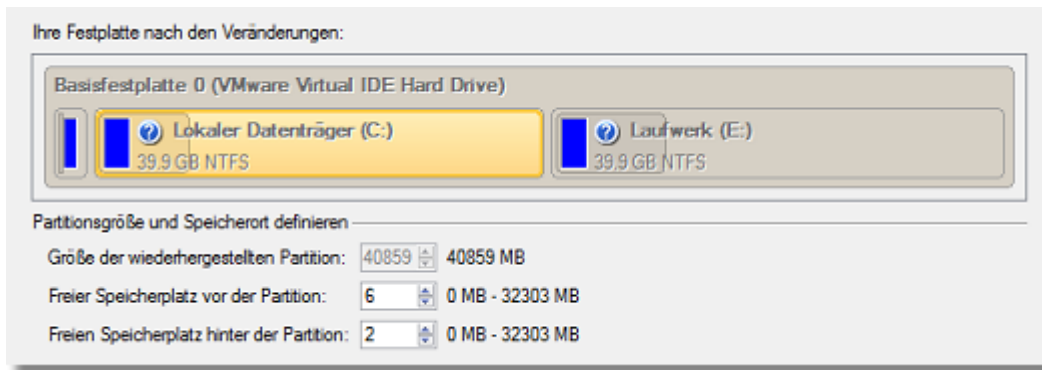 Ihre Festplatte nach den Veränderungen:
Basisfestplatte 0 (VMware Virtual IDE Hard Drive)
Lokaler Datenträger (C:)
39.9 GB NTFS
Laufwerk (E:)
39.9 GB NTFS
Partitionsgröße und Speicherort definieren
Größe der wiederhergestellten Partition: 40859 40859 MB
Freier Speicherplatz vor der Partition: 6 0 MB - 32303 MB
Freien Speicherplatz hinter der Partition: 2 0 MB - 32303 MB